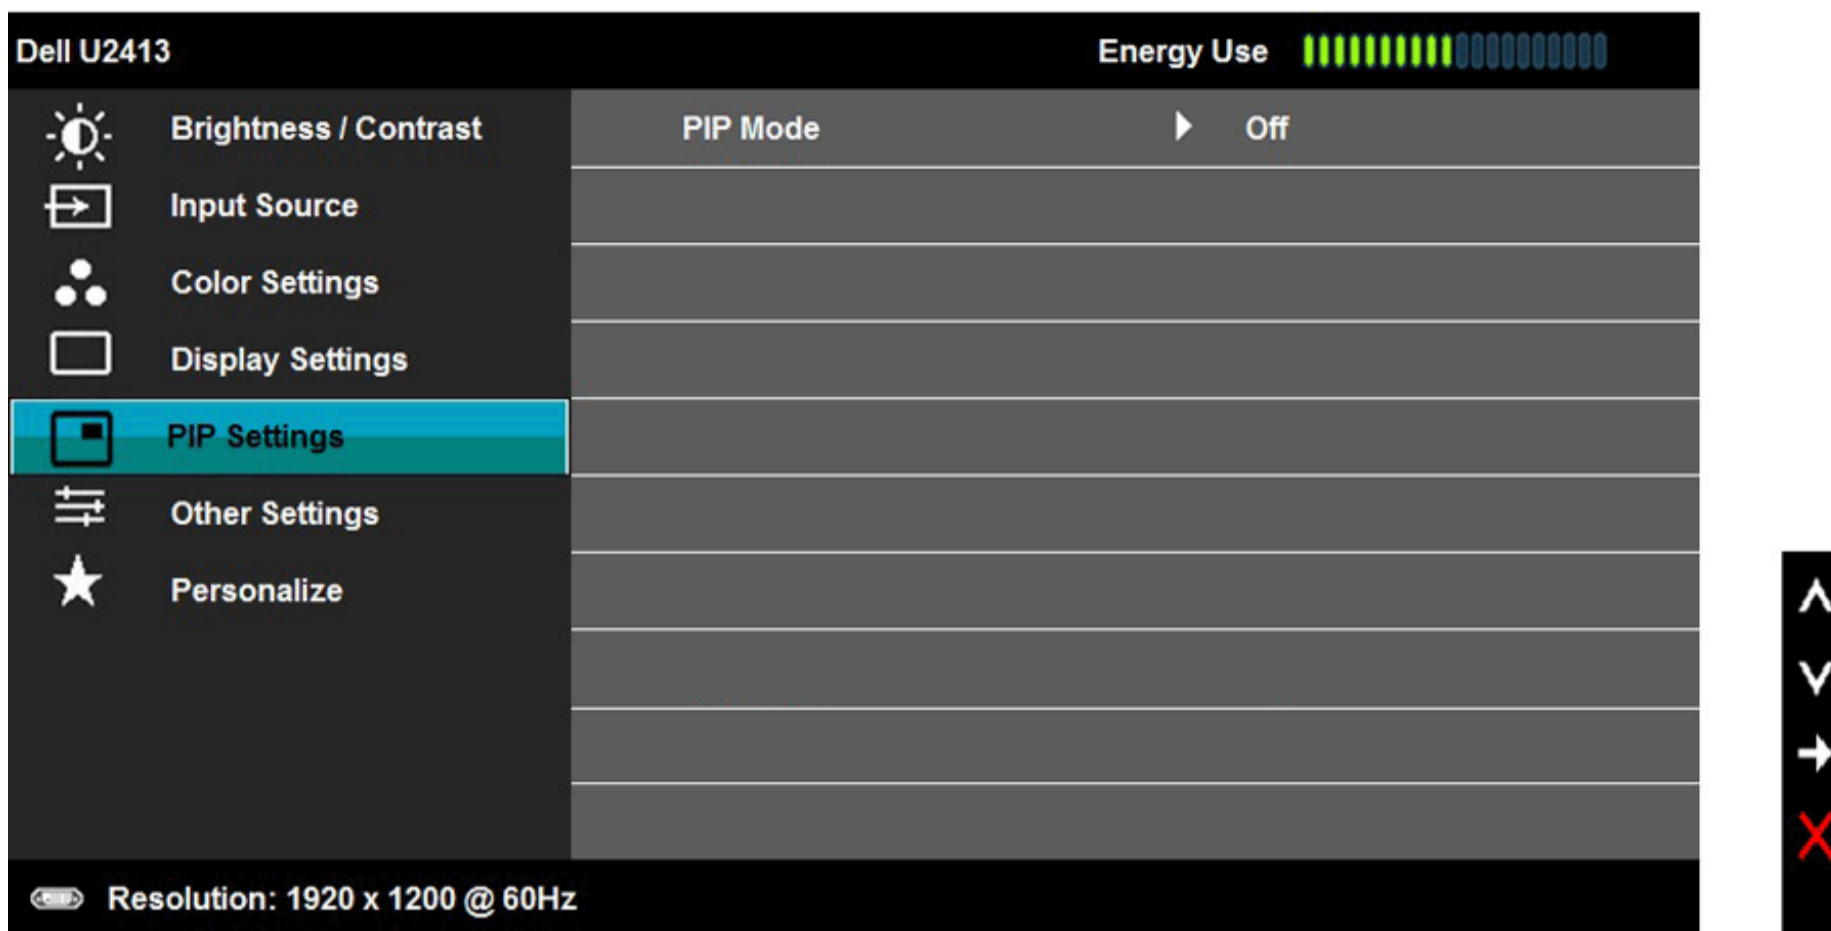 Dell U2413
Energy Use
Brightness / Contrast
PIP Mode
Off
Input Source
Color Settings
Display Settings
PIP Settings
Other Settings
Personalize
Resolution: 1920 x 1200 @ 60Hz